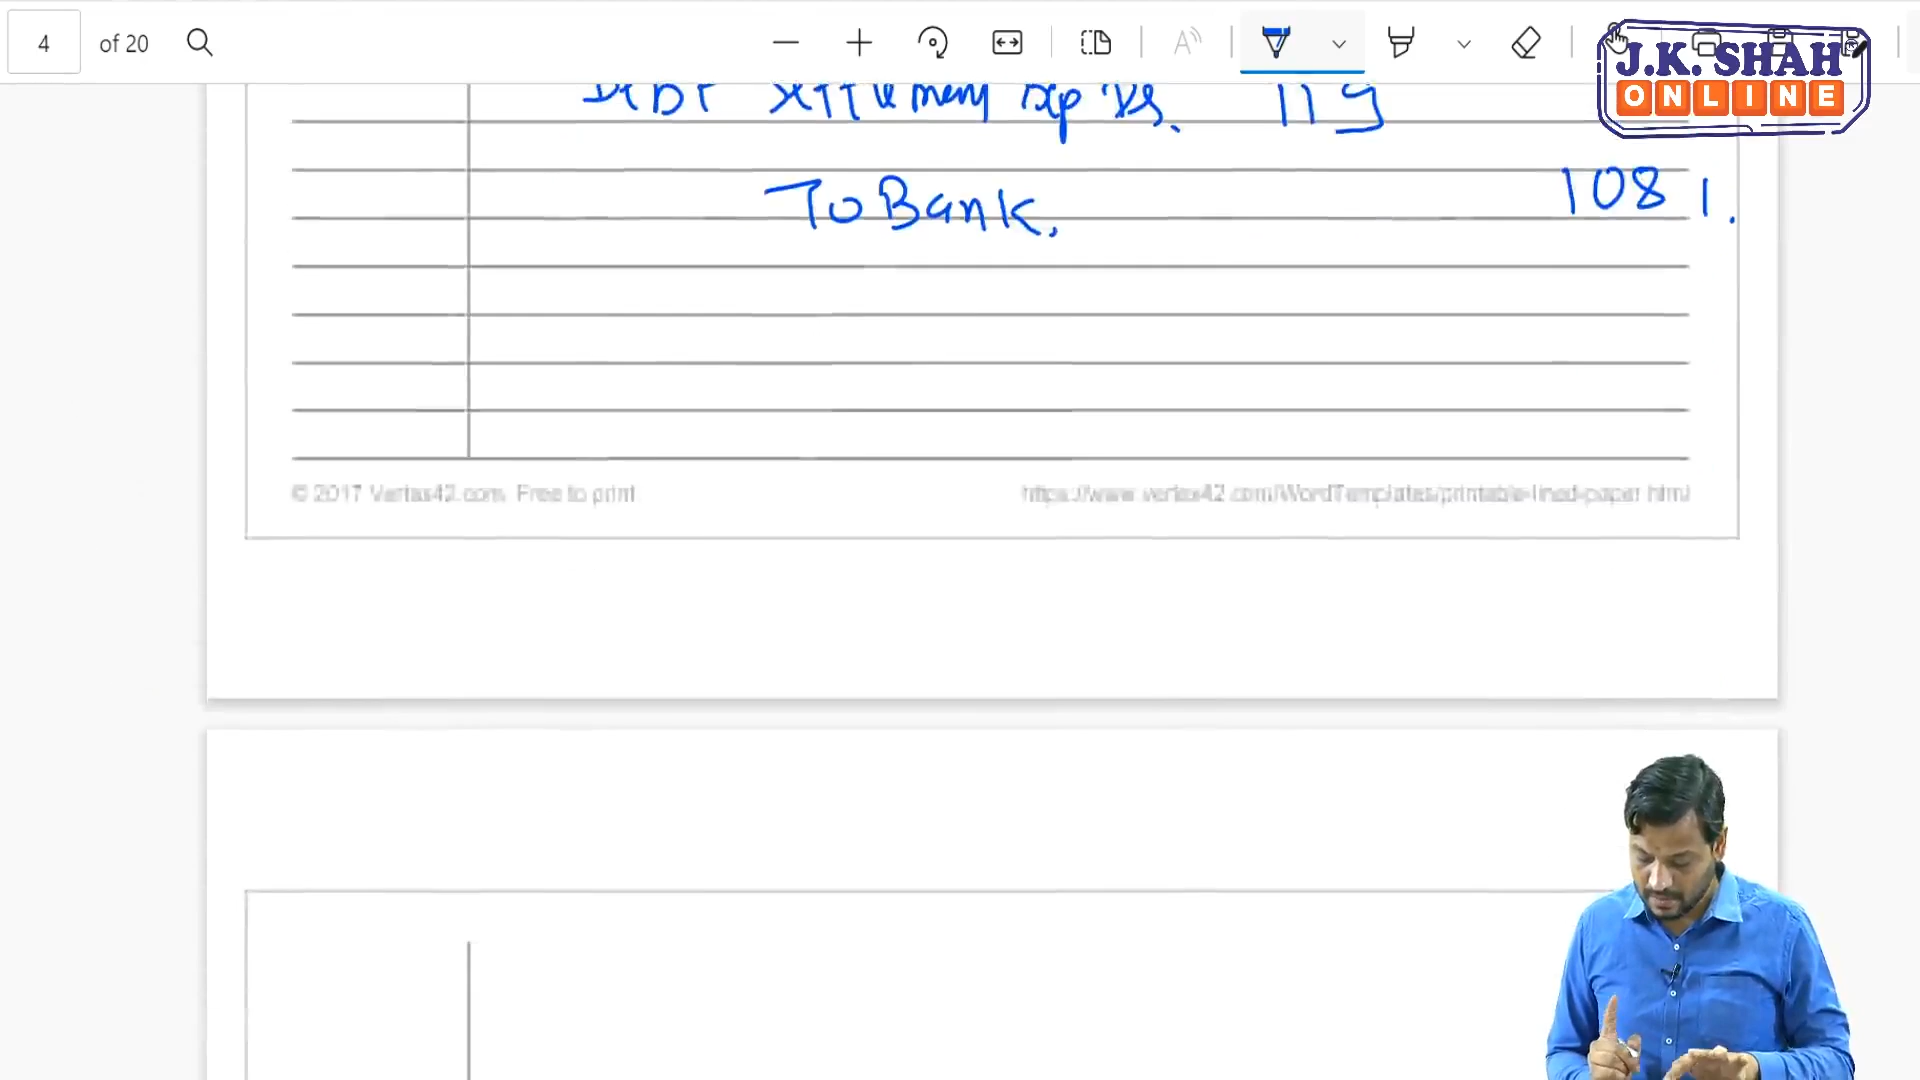 4 of 20
J.K. SHAH
ONLINE
To Bank. 1081.
© 2017 Vertex42.com. Free to print https://www.vertex42.com/WordTemplates/printable-lined-paper.html